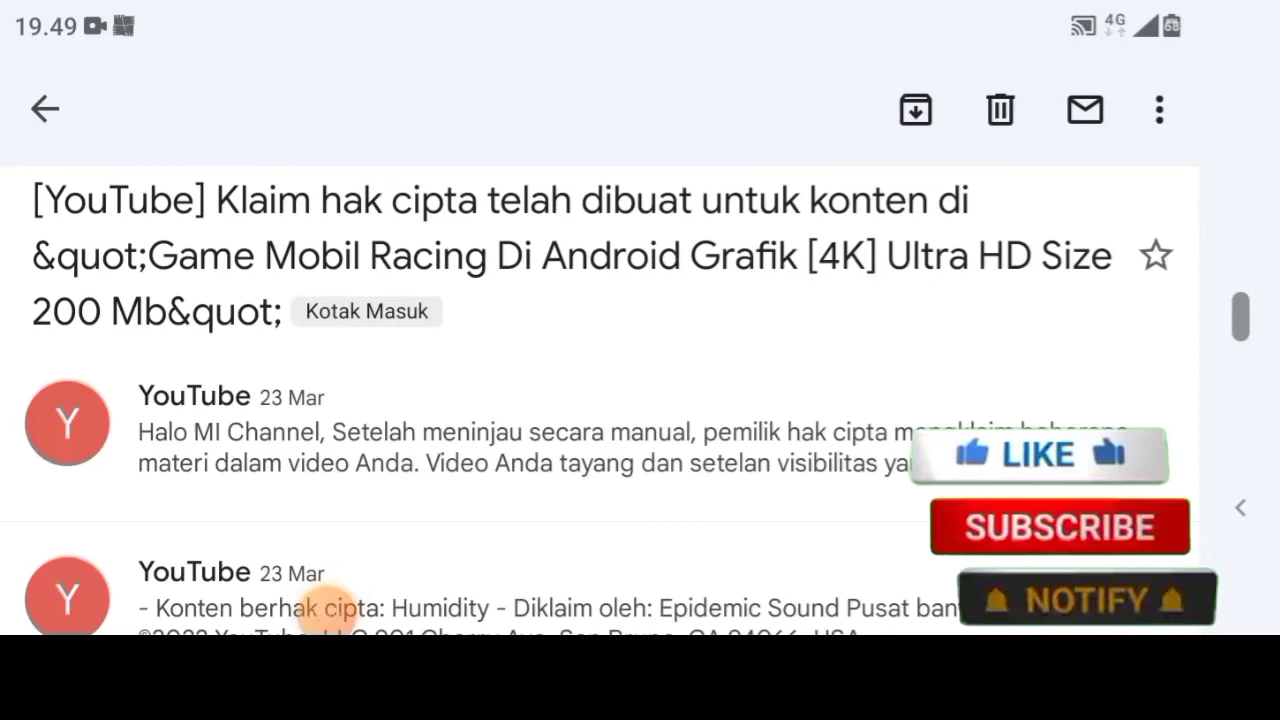 19.49
4G
68
[YouTube] Klaim hak cipta telah dibuat untuk konten di
&quot;Game Mobil Racing Di Android Grafik [4K] Ultra HD Size
200 Mb&quot; Kotak Masuk
Y
YouTube 23 Mar
Halo MI Channel, Setelah meninjau secara manual, pemilik hak cipta
materi dalam video Anda. Video Anda tayang dan setelan visibilitas
LIKE
SUBSCRIBE
Y
YouTube 23 Mar
- Konten berhak cipta: Humidity - Diklaim oleh: Epidemic Sound Pusat
NOTIFY